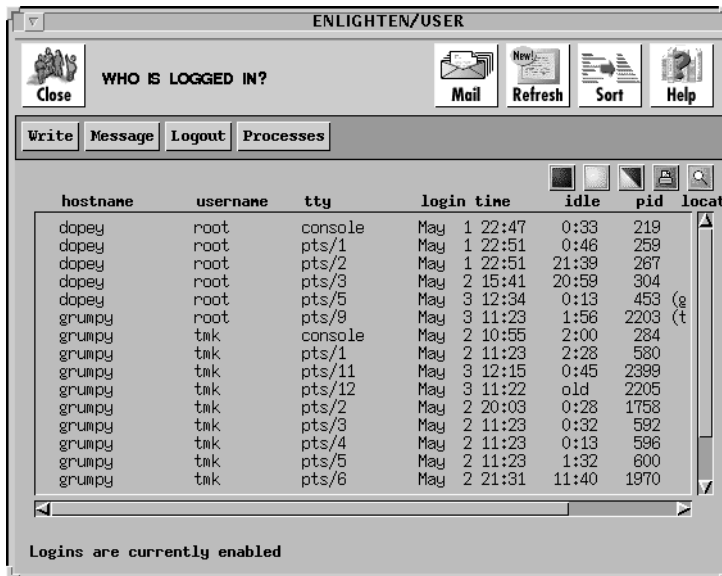 ENLIGHTEN/USER
Close
WHO IS LOGGED IN?
Mail
New!
Refresh
Sort
Help
Write Message Logout Processes
hostname username tty login time idle pid locat
dopey root console May 1 22:47 0:33 219
dopey root pts/1 May 1 22:51 0:46 259
dopey root pts/2 May 1 22:51 21:39 267
dopey root pts/3 May 2 15:41 20:59 304
dopey root pts/5 May 3 12:34 0:13 453 (g
grumpy root pts/9 May 3 11:23 1:56 2203 (t
grumpy tmk console May 2 10:55 2:00 284
grumpy tmk pts/1 May 2 11:23 2:28 580
grumpy tmk pts/11 May 3 12:15 0:45 2399
grumpy tmk pts/12 May 3 11:22 old 2205
grumpy tmk pts/2 May 2 20:03 0:28 1758
grumpy tmk pts/3 May 2 11:23 0:32 592
grumpy tmk pts/4 May 2 11:23 0:13 596
grumpy tmk pts/5 May 2 11:23 1:32 600
grumpy tmk pts/6 May 2 21:31 11:40 1970
Logins are currently enabled